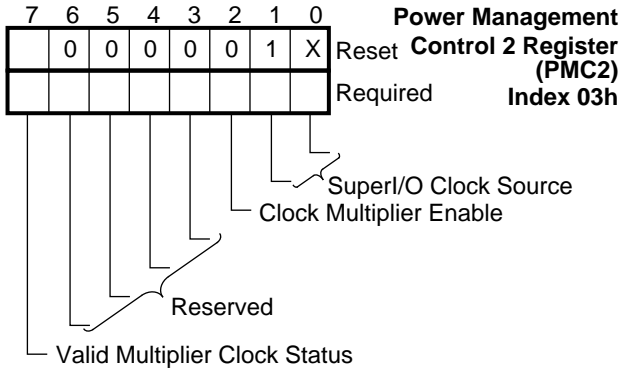 7 6 5 4 3 2 1 0
Power Management
Control 2 Register
(PMC2)
Index 03h
0 0 0 0 0 1 X Reset
Required
SuperI/O Clock Source
Clock Multiplier Enable
Reserved
Valid Multiplier Clock Status